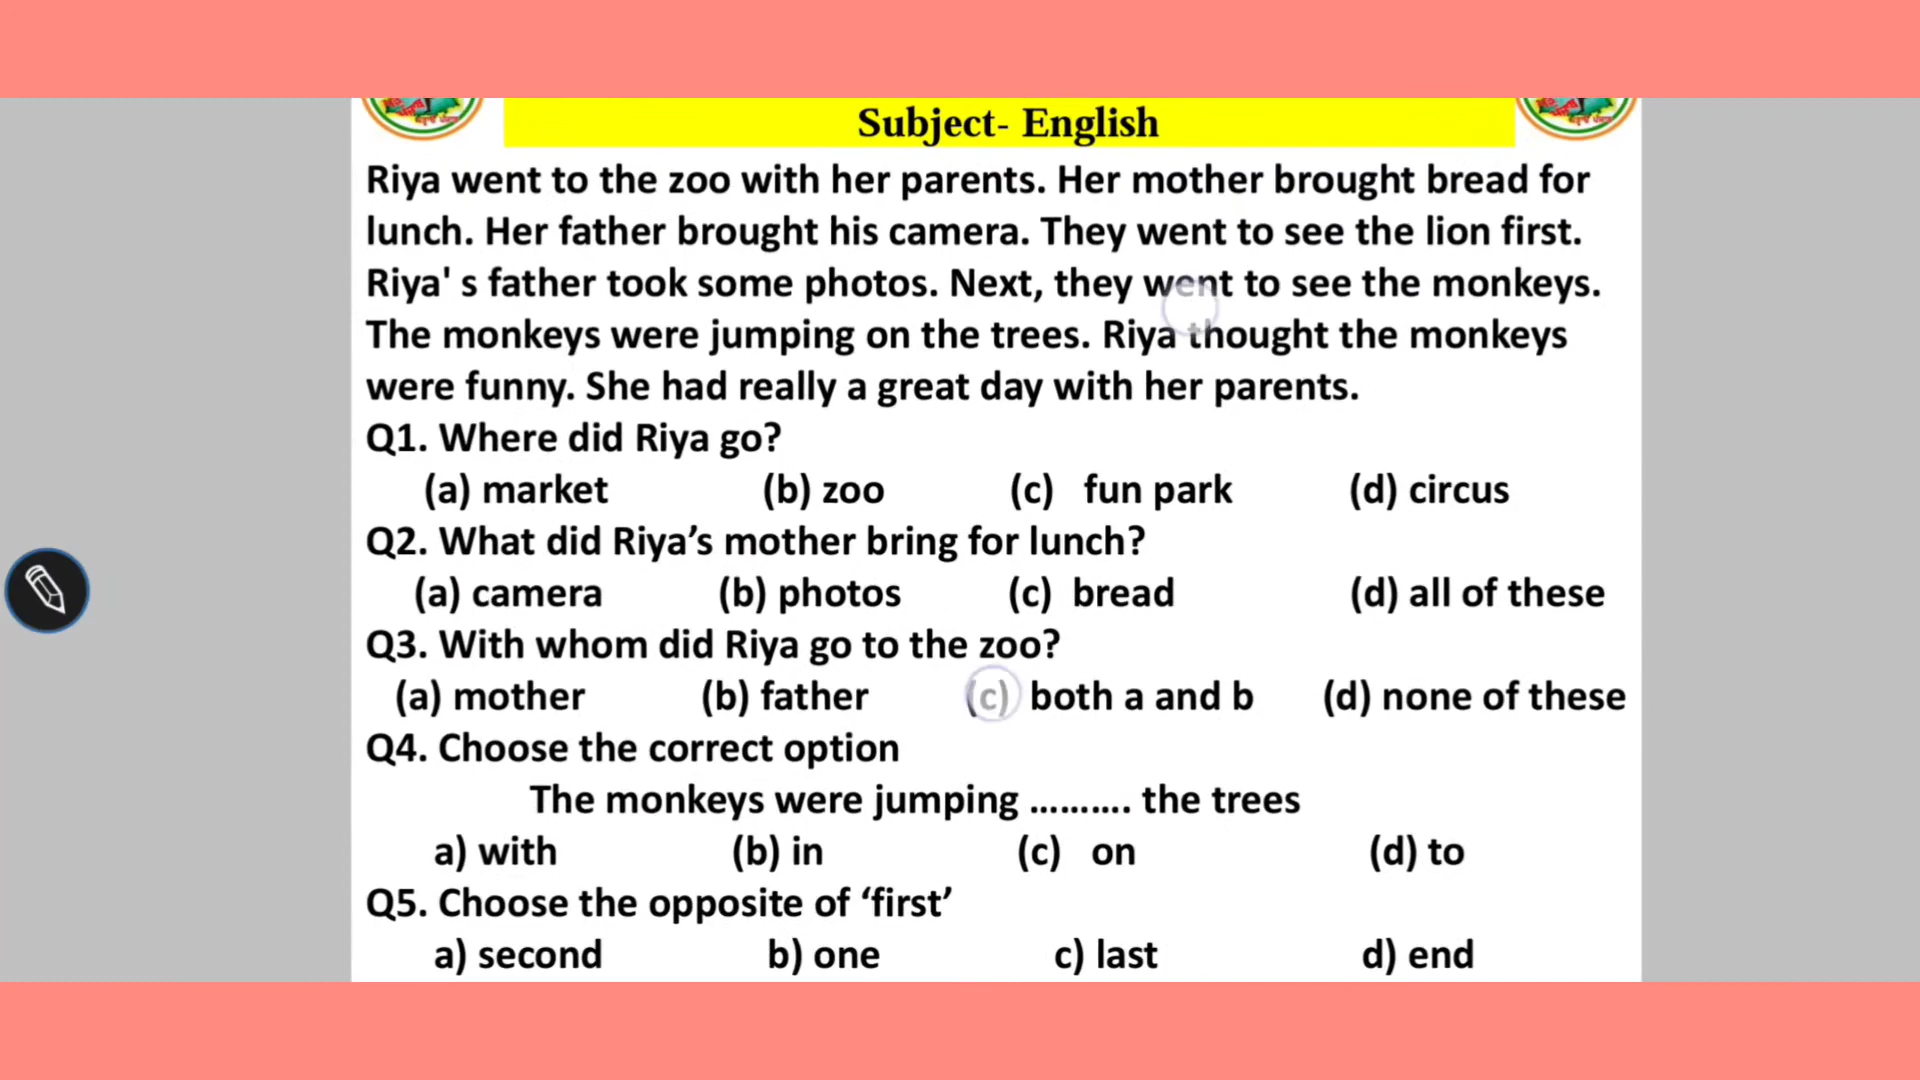 Subject- English
Riya went to the zoo with her parents. Her mother brought bread for
lunch. Her father brought his camera. They went to see the lion first.
Riya' s father took some photos. Next, they went to see the monkeys.
The monkeys were jumping on the trees. Riya thought the monkeys
were funny. She had really a great day with her parents.
Q1. Where did Riya go?
(a) market (b) zoo (c) fun park (d) circus
Q2. What did Riya’s mother bring for lunch?
(a) camera (b) photos (c) bread (d) all of these
Q3. With whom did Riya go to the zoo?
(a) mother (b) father (c) both a and b (d) none of these
Q4. Choose the correct option
The monkeys were jumping .......... the trees
a) with (b) in (c) on (d) to
Q5. Choose the opposite of ‘first’
a) second b) one c) last d) end